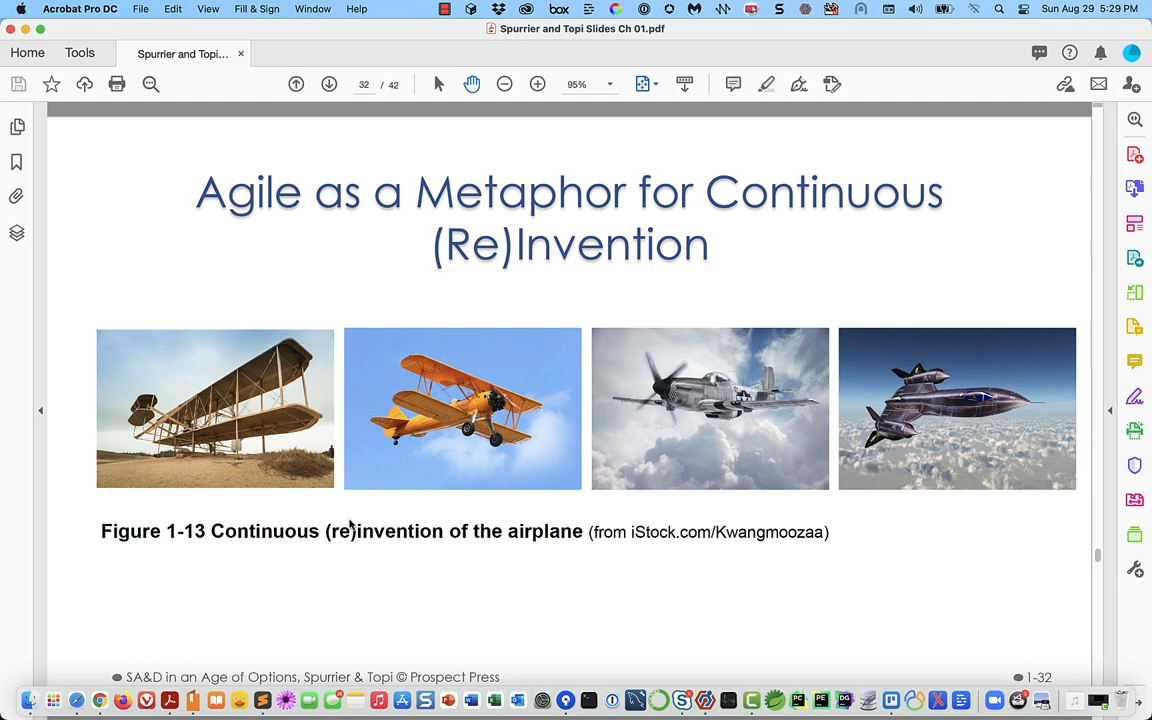 Acrobat Pro DC File Edit View Fill & Sign Window Help box Sun Aug 29 5:29 PM
Spurrier and Topi Slides Ch 01.pdf
Home Tools Spurrier and Topi... ×
32 / 42 95%
Agile as a Metaphor for Continuous
(Re)Invention
Figure 1-13 Continuous (re)invention of the airplane (from iStock.com/Kwangmoozaa)
SA&D in an Age of Options, Spurrier & Topi © Prospect Press 1-32